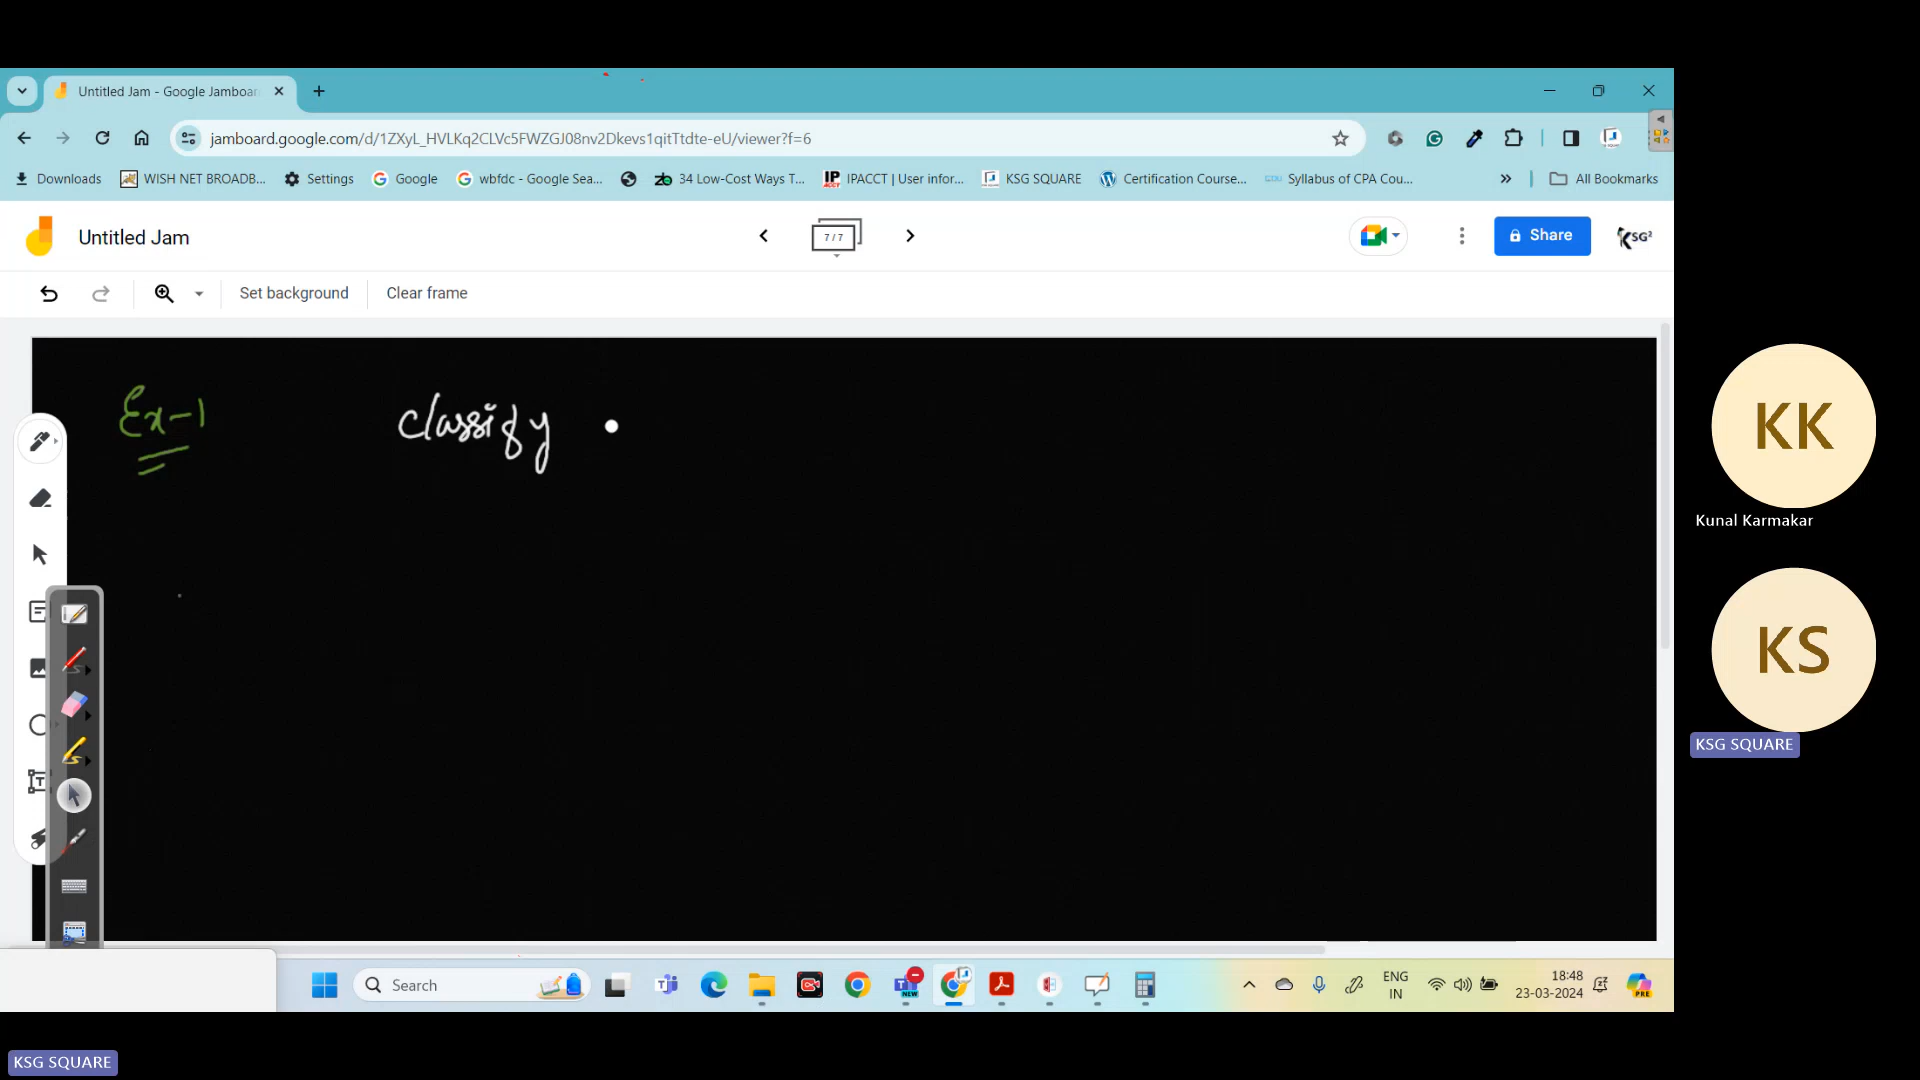 Untitled Jam - Google Jamboar
jamboard.google.com/d/1ZXyL_HVLKq2CLVc5FWZGJ08nv2Dkevs1qitTtdte-eU/viewer?f=6
Downloads WISH NET BROADB... Settings Google wbfdc - Google Sea... 34 Low-Cost Ways T... IPACCT | User infor... KSG SQUARE Certification Course... Syllabus of CPA Cou... » All Bookmarks
Untitled Jam 7 / 7 Share KSG²
Set background Clear frame
Ex-1 classify
KK
Kunal Karmakar
KS
KSG SQUARE
Search ENG IN 18:48 23-03-2024
KSG SQUARE